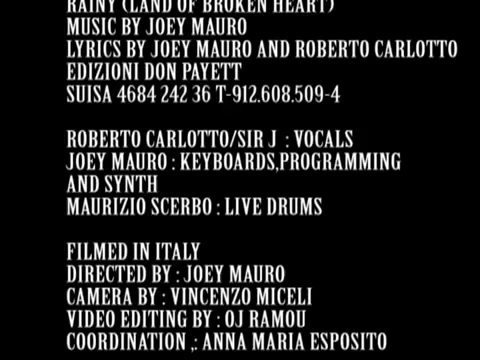 RAINY (LAND OF BROKEN HEART)
MUSIC BY JOEY MAURO
LYRICS BY JOEY MAURO AND ROBERTO CARLOTTO
EDIZIONI DON PAYETT
SUISA 4684 242 36 T-912.608.509-4
ROBERTO CARLOTTO/SIR J : VOCALS
JOEY MAURO : KEYBOARDS,PROGRAMMING
AND SYNTH
MAURIZIO SCERBO : LIVE DRUMS
FILMED IN ITALY
DIRECTED BY : JOEY MAURO
CAMERA BY : VINCENZO MICELI
VIDEO EDITING BY : OJ RAMOU
COORDINATION ,: ANNA MARIA ESPOSITO